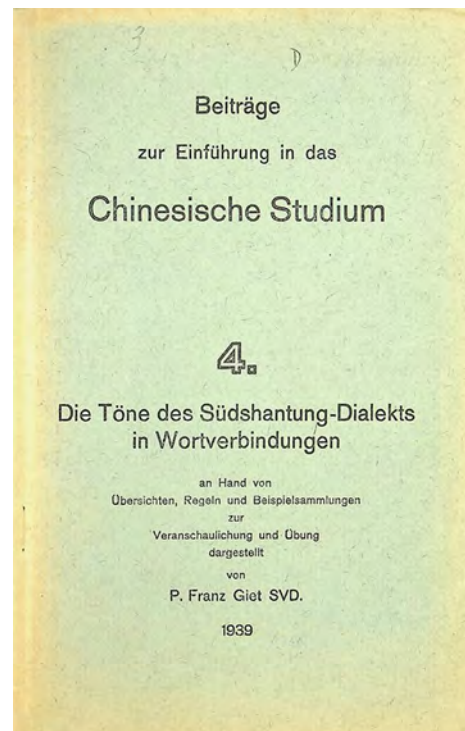 3
D
Beiträge
zur Einführung in das
Chinesische Studium
4.
Die Töne des Südshantung-Dialekts
in Wortverbindungen
an Hand von
Übersichten, Regeln und Beispielsammlungen
zur
Veranschaulichung und Übung
dargestellt
von
P. Franz Giet SVD.
1939